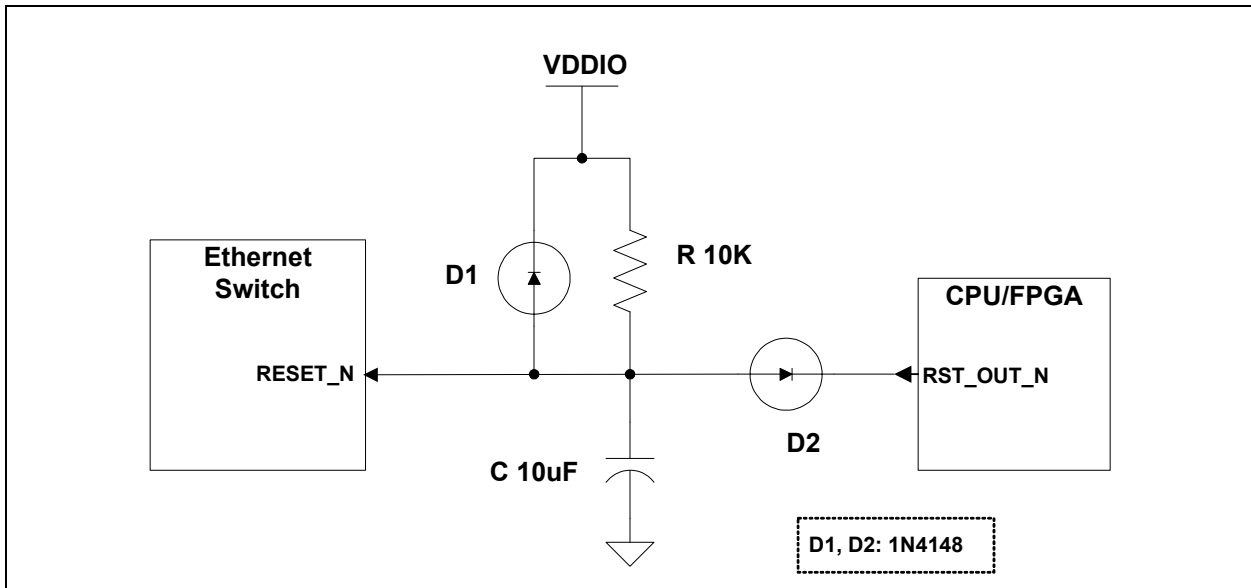 VDDIO
Ethernet
Switch
D1
R 10K
CPU/FPGA
RESET_N
RST_OUT_N
D2
C 10uF
D1, D2: 1N4148